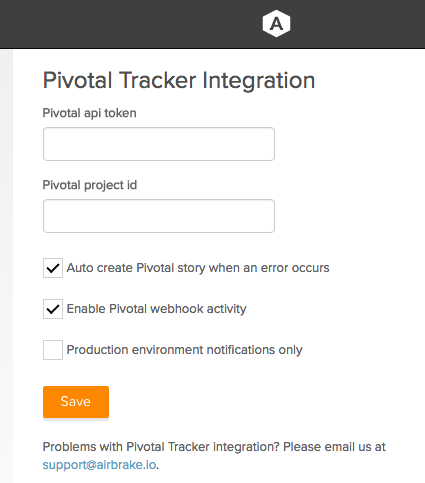 A
Pivotal Tracker Integration
Pivotal api token
Pivotal project id
Auto create Pivotal story when an error occurs
Enable Pivotal webhook activity
Production environment notifications only
Save
Problems with Pivotal Tracker integration? Please email us at
support@airbrake.io.